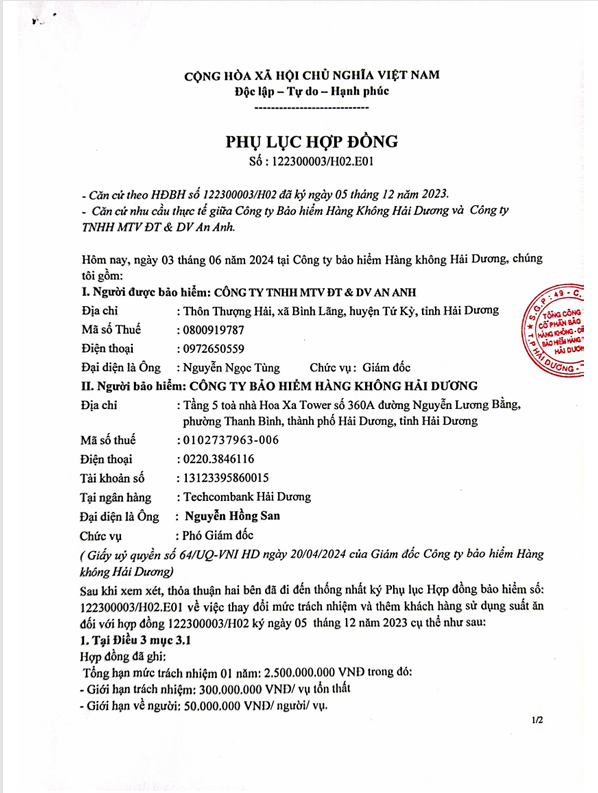 CỘNG HÒA XÃ HỘI CHỦ NGHĨA VIỆT NAM
Độc lập – Tự do – Hạnh phúc
----------------------------
PHỤ LỤC HỢP ĐỒNG
Số : 122300003/H02.E01
- Căn cứ theo HĐBH số 122300003/H02 đã ký ngày 05 tháng 12 năm 2023.
- Căn cứ nhu cầu thực tế giữa Công ty Bảo hiểm Hàng Không Hải Dương và Công ty
TNHH MTV ĐT & DV An Anh.
Hôm nay, ngày 03 tháng 06 năm 2024 tại Công ty bảo hiểm Hàng không Hải Dương, chúng
tôi gồm:
I. Người được bảo hiểm: CÔNG TY TNHH MTV ĐT & DV AN ANH
Địa chỉ : Thôn Thượng Hải, xã Bình Lãng, huyện Tứ Kỳ, tỉnh Hải Dương
Mã số Thuế : 0800919787
Điện thoại : 0972650559
Đại diện là Ông : Nguyễn Ngọc Tùng Chức vụ : Giám đốc
II. Người bảo hiểm: CÔNG TY BẢO HIỂM HÀNG KHÔNG HẢI DƯƠNG
Địa chỉ : Tầng 5 toà nhà Hoa Xa Tower số 360A đường Nguyễn Lương Bằng,
phường Thanh Bình, thành phố Hải Dương, tỉnh Hải Dương
Mã số thuế : 0102737963-006
Điện thoại : 0220.3846116
Tài khoản số : 13123395860015
Tại ngân hàng : Techcombank Hải Dương
Đại diện là Ông : Nguyễn Hồng San
Chức vụ : Phó Giám đốc
( Giấy uỷ quyền số 64/UQ-VNI HD ngày 20/04/2024 của Giám đốc Công ty bảo hiểm Hàng
không Hải Dương)
Sau khi xem xét, thỏa thuận hai bên đã đi đến thống nhất ký Phụ lục Hợp đồng bảo hiểm số:
122300003/H02.E01 về việc thay đổi mức trách nhiệm và thêm khách hàng sử dụng suất ăn
đối với hợp đồng 122300003/H02 ký ngày 05 tháng 12 năm 2023 cụ thể như sau:
1. Tại Điều 3 mục 3.1
Hợp đồng đã ghi:
Tổng hạn mức trách nhiệm 01 năm: 2.500.000.000 VNĐ trong đó:
- Giới hạn trách nhiệm: 300.000.000 VNĐ/ vụ tổn thất
- Giới hạn về người: 50.000.000 VNĐ/ người/ vụ.
1/2
TỔNG CÔNG
CỔ PHẦN BẢO
HÀNG KHÔNG
BẢO HIỂM HÀNG
HẢI DƯƠNG